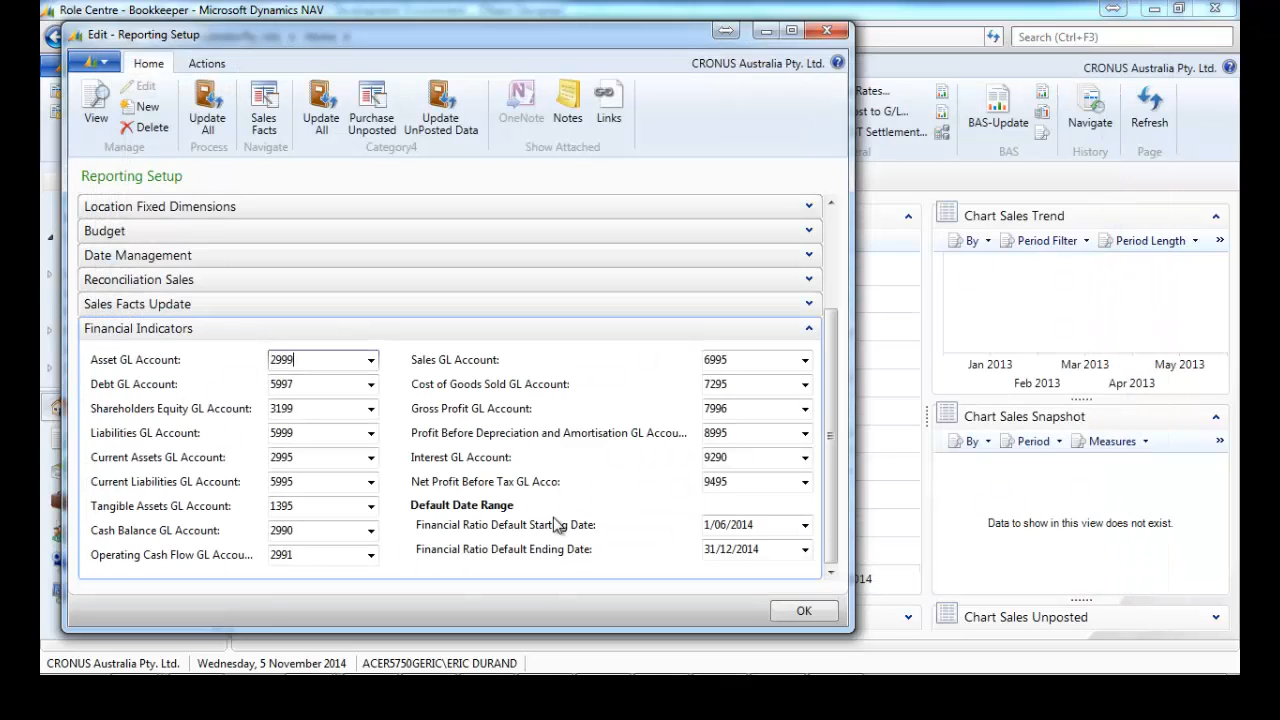 Role Centre - Bookkeeper - Microsoft Dynamics NAV
Search (Ctrl+F3)
Edit - Reporting Setup
Home
Actions
CRONUS Australia Pty. Ltd.
CRONUS Australia Pty. Ltd.
View
Edit
New
Delete
Manage
Update All
Process
Sales Facts
Navigate
Update All
Purchase Unposted
Update UnPosted Data
Category4
OneNote
Notes
Links
Show Attached
Rates...
ost to G/L...
T Settlement...
BAS-Update
BAS
Navigate
History
Refresh
Page
Reporting Setup
Location Fixed Dimensions
Budget
Date Management
Reconciliation Sales
Sales Facts Update
Financial Indicators
Asset GL Account: 2999
Debt GL Account: 5997
Shareholders Equity GL Account: 3199
Liabilities GL Account: 5999
Current Assets GL Account: 2995
Current Liabilities GL Account: 5995
Tangible Assets GL Account: 1395
Cash Balance GL Account: 2990
Operating Cash Flow GL Accou... 2991
Sales GL Account: 6995
Cost of Goods Sold GL Account: 7295
Gross Profit GL Account: 7996
Profit Before Depreciation and Amortisation GL Accou... 8995
Interest GL Account: 9290
Net Profit Before Tax GL Acco: 9495
Default Date Range
Financial Ratio Default Starting Date: 1/06/2014
Financial Ratio Default Ending Date: 31/12/2014
OK
Chart Sales Trend
By
Period Filter
Period Length
»
Jan 2013
Mar 2013
May 2013
Feb 2013
Apr 2013
Chart Sales Snapshot
By
Period
Measures
»
Data to show in this view does not exist.
014
Chart Sales Unposted
CRONUS Australia Pty. Ltd.
Wednesday, 5 November 2014
ACER5750GERIC\ERIC DURAND